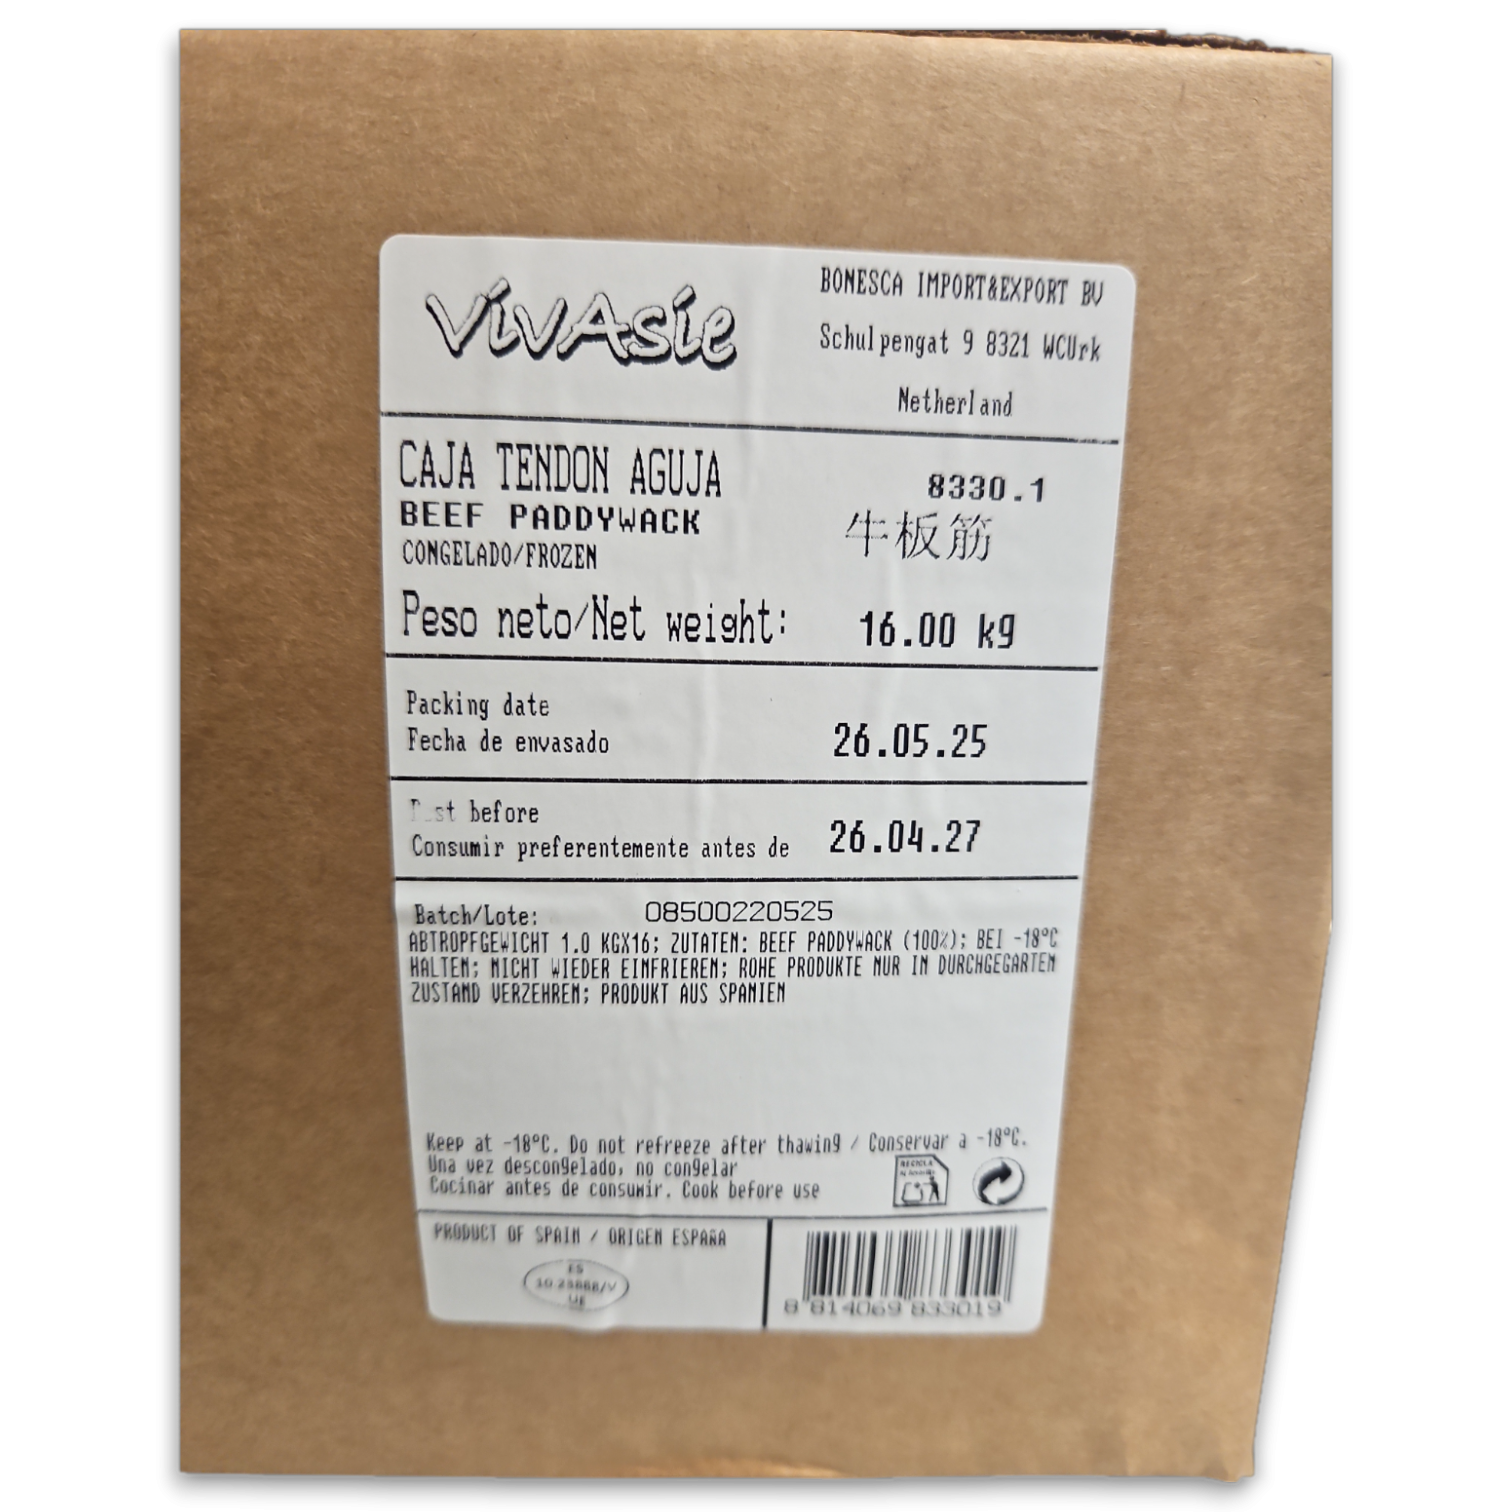 VivAsie
BONESCA IMPORT&EXPORT BV
Schulpengat 9 8321 WCUrk
Netherland
CAJA TENDON AGUJA
8330.1
BEEF PADDYWACK
牛板筋
CONGELADO/FROZEN
Peso neto/Net weight: 16.00 kg
Packing date
Fecha de envasado 26.05.25
before
Consumir preferentemente antes de 26.04.27
Batch/Lote: 08500220525
ABTROPFGEWICHT 1.0 KGX16; ZUTATEN: BEEF PADDYWACK (100%); BEI -18ºC
HALTEN; NICHT WIEDER EINFRIEREN; ROHE PRODUKTE NUR IN DURCHGEGARTEN
ZUSTAND VERZEHREN; PRODUKT AUS SPANIEN
Keep at -18ºC. Do not refreeze after thawing / Conservar a -18ºC.
Una vez descongelado, no congelar
Cocinar antes de consumir. Cook before use
RECICLA
PRODUCT OF SPAIN / ORIGEN ESPAÑA
ES
UE
8 814069 833019